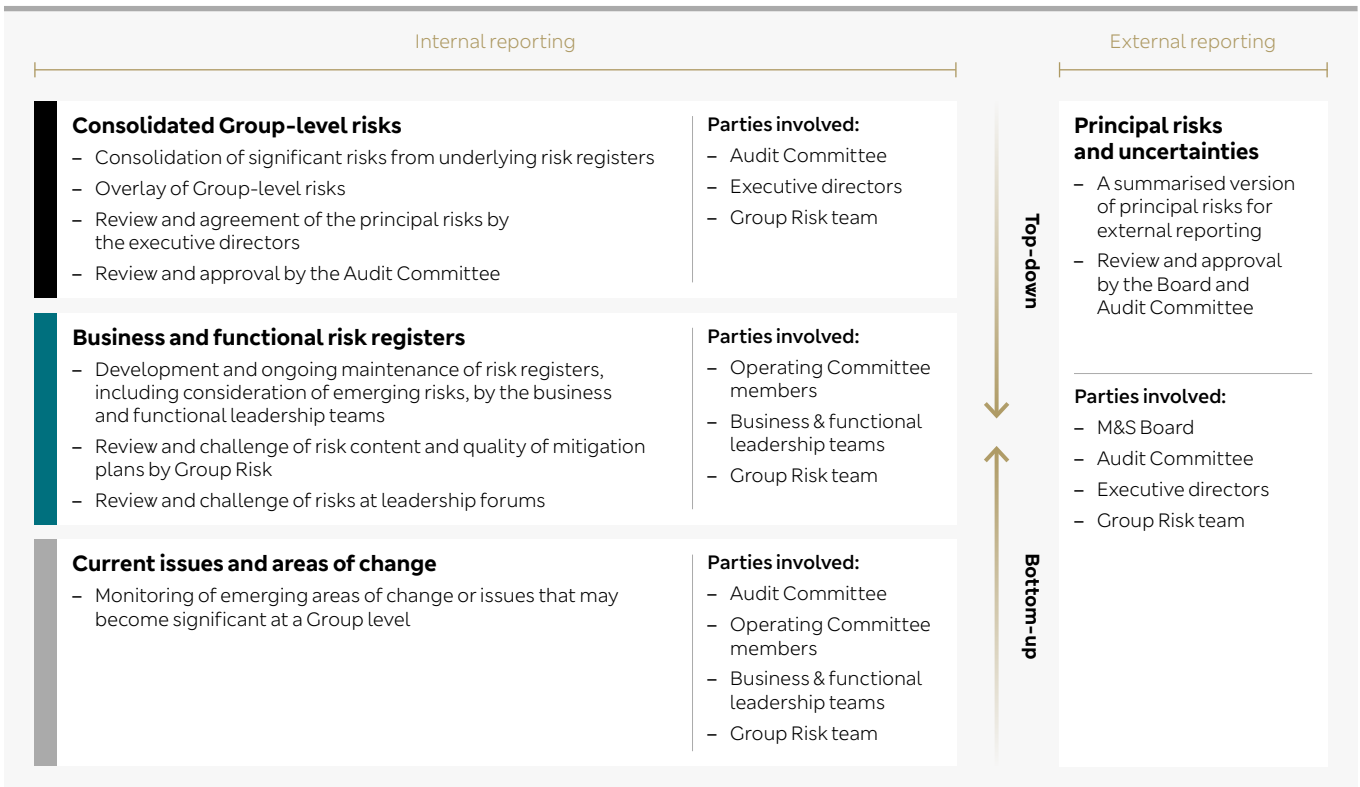 Internal reporting
External reporting
Consolidated Group-level risks
– Consolidation of significant risks from underlying risk registers
– Overlay of Group-level risks
– Review and agreement of the principal risks by
the executive directors
– Review and approval by the Audit Committee
Parties involved:
– Audit Committee
– Executive directors
– Group Risk team
Business and functional risk registers
– Development and ongoing maintenance of risk registers,
including consideration of emerging risks, by the business
and functional leadership teams
– Review and challenge of risk content and quality of mitigation
plans by Group Risk
– Review and challenge of risks at leadership forums
Parties involved:
– Operating Committee
members
– Business & functional
leadership teams
– Group Risk team
Current issues and areas of change
– Monitoring of emerging areas of change or issues that may
become significant at a Group level
Parties involved:
– Audit Committee
– Operating Committee
members
– Business & functional
leadership teams
– Group Risk team
Top-down
Bottom-up
Principal risks
and uncertainties
– A summarised version
of principal risks for
external reporting
– Review and approval
by the Board and
Audit Committee
Parties involved:
– M&S Board
– Audit Committee
– Executive directors
– Group Risk team